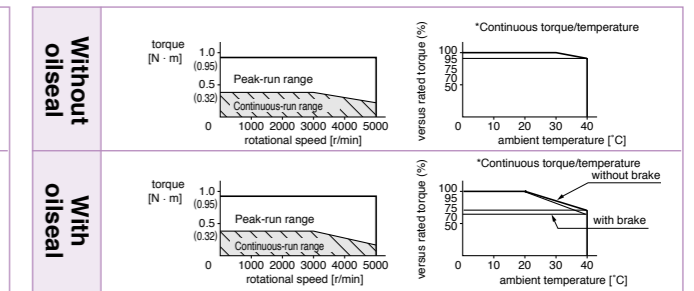 Without
oilseal
torque
[N · m]
1.0
(0.95)
0.5
(0.32)
Peak-run range
Continuous-run range
0 1000 2000 3000 4000 5000
rotational speed [r/min]
*Continuous torque/temperature
versus rated torque (%)
100
95
75
70
50
0 10 20 30 40
ambient temperature [˚C]
With
oilseal
torque
[N · m]
1.0
(0.95)
0.5
(0.32)
Peak-run range
Continuous-run range
0 1000 2000 3000 4000 5000
rotational speed [r/min]
*Continuous torque/temperature
without brake
with brake
versus rated torque (%)
100
95
75
70
50
0 10 20 30 40
ambient temperature [˚C]